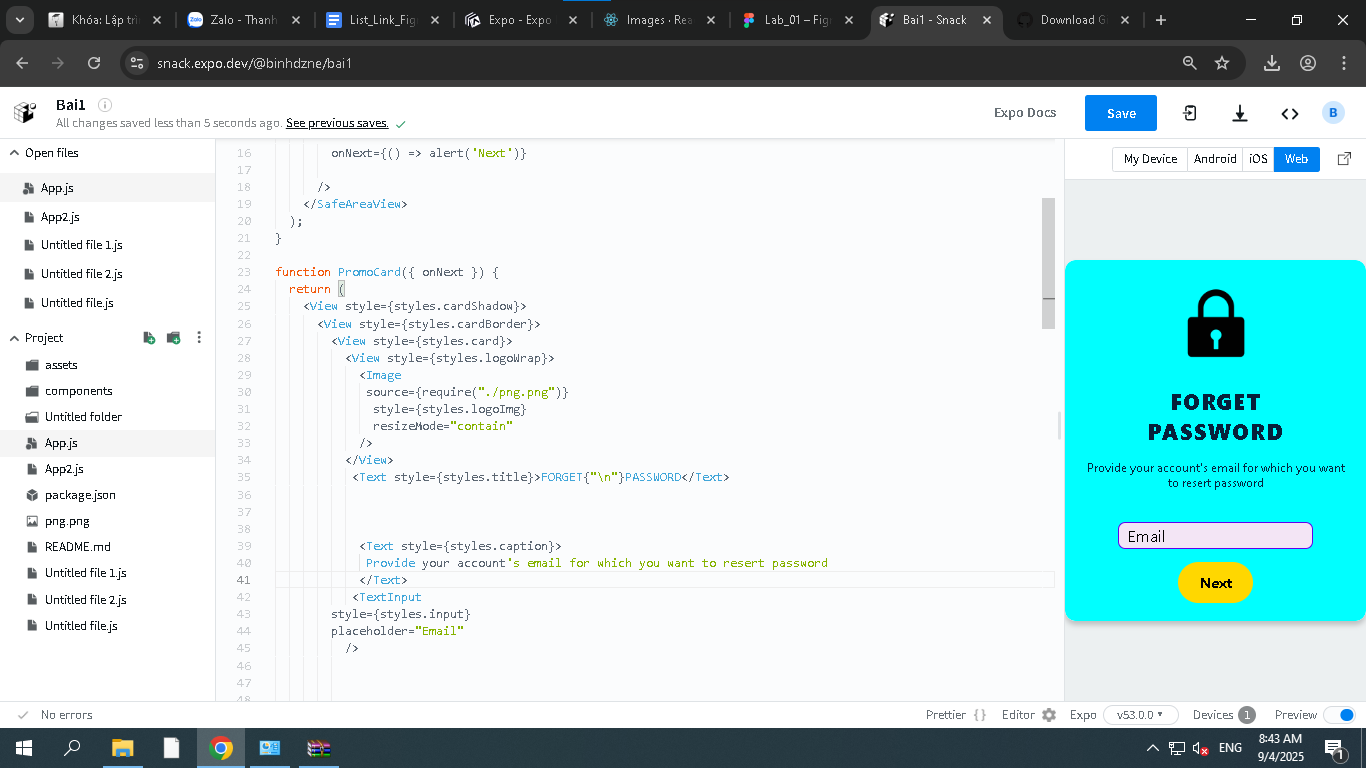 Khóa: Lập trìn
Zalo - Thanh
List_Link_Fig
Expo - Expo
Images · Rea
Lab_01 – Fig
Bai1 - Snack
Download G
snack.expo.dev/@binhdzne/bai1
Bai1
All changes saved less than 5 seconds ago. See previous saves.
Expo Docs
Save
B
Open files
App.js
App2.js
Untitled file 1.js
Untitled file 2.js
Untitled file.js
Project
assets
components
Untitled folder
App.js
App2.js
package.json
png.png
README.md
Untitled file 1.js
Untitled file 2.js
Untitled file.js
16 onNext={() => alert('Next')}
17
18 />
19 </SafeAreaView>
20 );
21 }
22
23 function PromoCard({ onNext }) {
24 return (
25 <View style={styles.cardShadow}>
26 <View style={styles.cardBorder}>
27 <View style={styles.card}>
28 <View style={styles.logoWrap}>
29 <Image
30 source={require("./png.png")}
31 style={styles.logoImg}
32 resizeMode="contain"
33 />
34 </View>
35 <Text style={styles.title}>FORGET{"\n"}PASSWORD</Text>
36
37
38
39 <Text style={styles.caption}>
40 Provide your account's email for which you want to resert password
41 </Text>
42 <TextInput
43 style={styles.input}
44 placeholder="Email"
45 />
46
47
48
My Device
Android
iOS
Web
FORGET
PASSWORD
Provide your account's email for which you want
to resert password
Email
Next
No errors
Prettier { }
Editor
Expo
v53.0.0
Devices 1
Preview
ENG
8:43 AM
9/4/2025
1